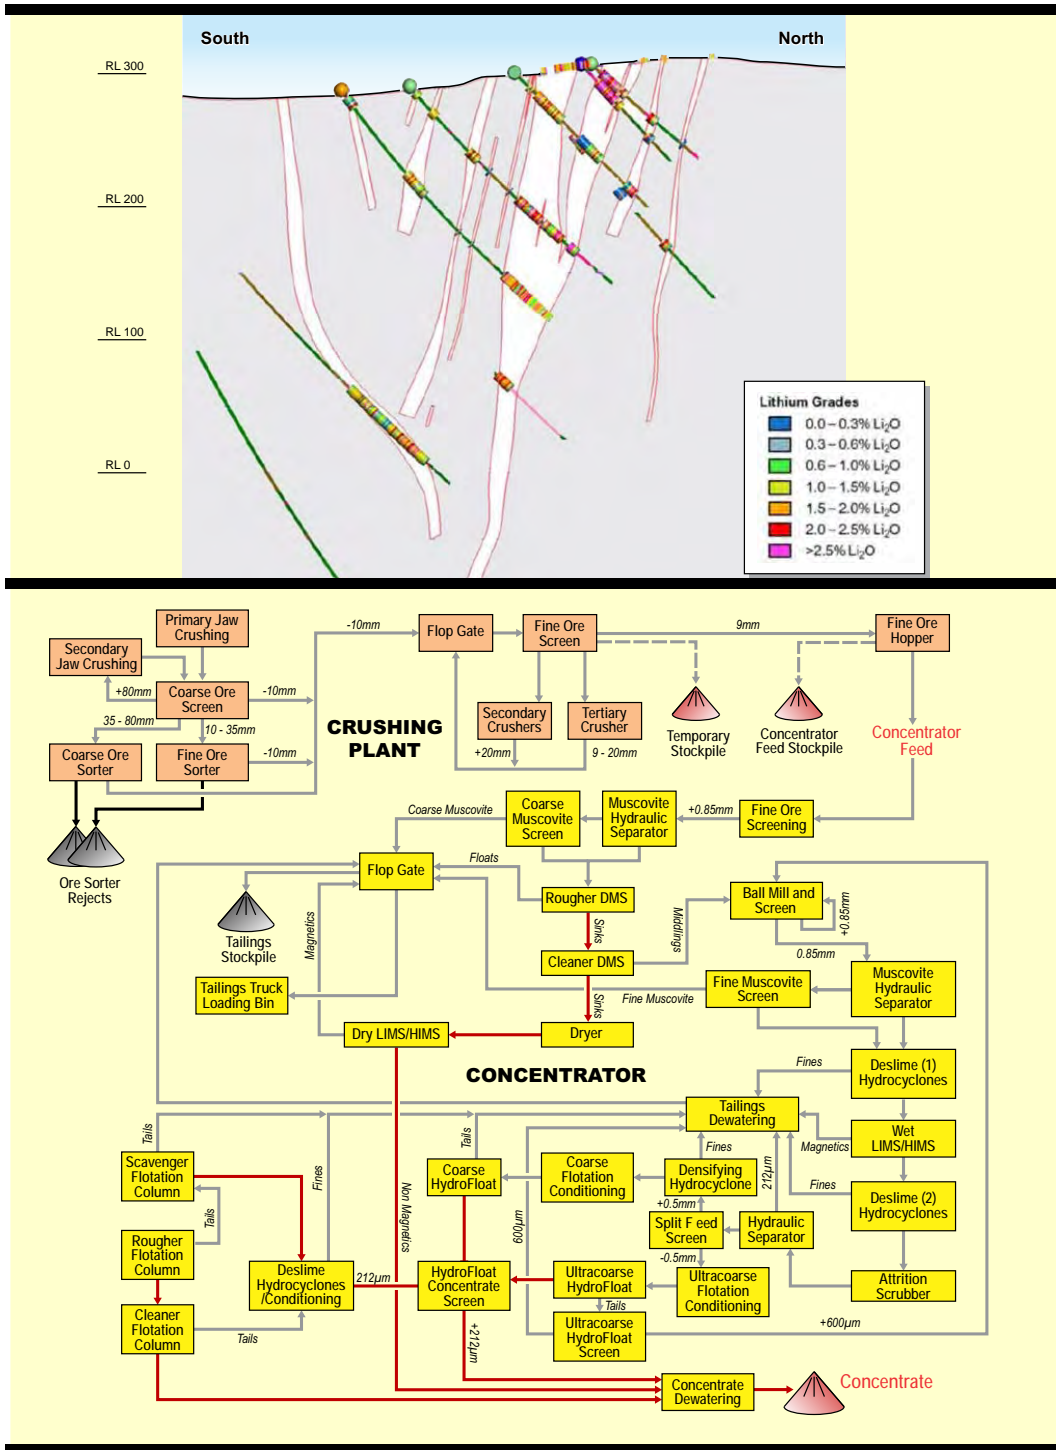 South
North
RL 300
RL 200
RL 100
RL 0
Lithium Grades
0.0 – 0.3% Li₂O
0.3 – 0.6% Li₂O
0.6 – 1.0% Li₂O
1.0 – 1.5% Li₂O
1.5 – 2.0% Li₂O
2.0 – 2.5% Li₂O
>2.5% Li₂O
Primary Jaw
Crushing
Secondary
Jaw Crushing
+80mm
Coarse Ore
Screen
-10mm
35 - 80mm
10 - 35mm
Coarse Ore
Sorter
Fine Ore
Sorter
-10mm
Ore Sorter
Rejects
-10mm
Flop Gate
Fine Ore
Screen
9mm
Fine Ore
Hopper
CRUSHING
PLANT
Secondary
Crushers
Tertiary
Crusher
+20mm
9 - 20mm
Temporary
Stockpile
Concentrator
Feed Stockpile
Concentrator
Feed
Coarse Muscovite
Coarse
Muscovite
Screen
Muscovite
Hydraulic
Separator
+0.85mm
Fine Ore
Screening
Flop Gate
Floats
Rougher DMS
Ball Mill and
Screen
+0.85mm
Tailings
Stockpile
Magnetics
Sinks
Middlings
0.85mm
Cleaner DMS
Tailings Truck
Loading Bin
Fine Muscovite
Fine Muscovite
Screen
Muscovite
Hydraulic
Separator
Sinks
Dry LIMS/HIMS
Dryer
CONCENTRATOR
Fines
Deslime (1)
Hydrocyclones
Tailings
Dewatering
Wet
LIMS/HIMS
Magnetics
Tails
Scavenger
Flotation
Column
Fines
Tails
Coarse
HydroFloat
Coarse
Flotation
Conditioning
Fines
Densifying
Hydrocyclone
212µm
Fines
Deslime (2)
Hydrocyclones
Tails
Non Magnetics
600µm
+0.5mm
Split Feed
Screen
Hydraulic
Separator
-0.5mm
Rougher
Flotation
Column
Deslime
Hydrocyclones
/Conditioning
212µm
HydroFloat
Concentrate
Screen
Ultracoarse
HydroFloat
Ultracoarse
Flotation
Conditioning
Attrition
Scrubber
Tails
Cleaner
Flotation
Column
Tails
+212µm
Ultracoarse
HydroFloat
Screen
+600µm
Concentrate
Dewatering
Concentrate